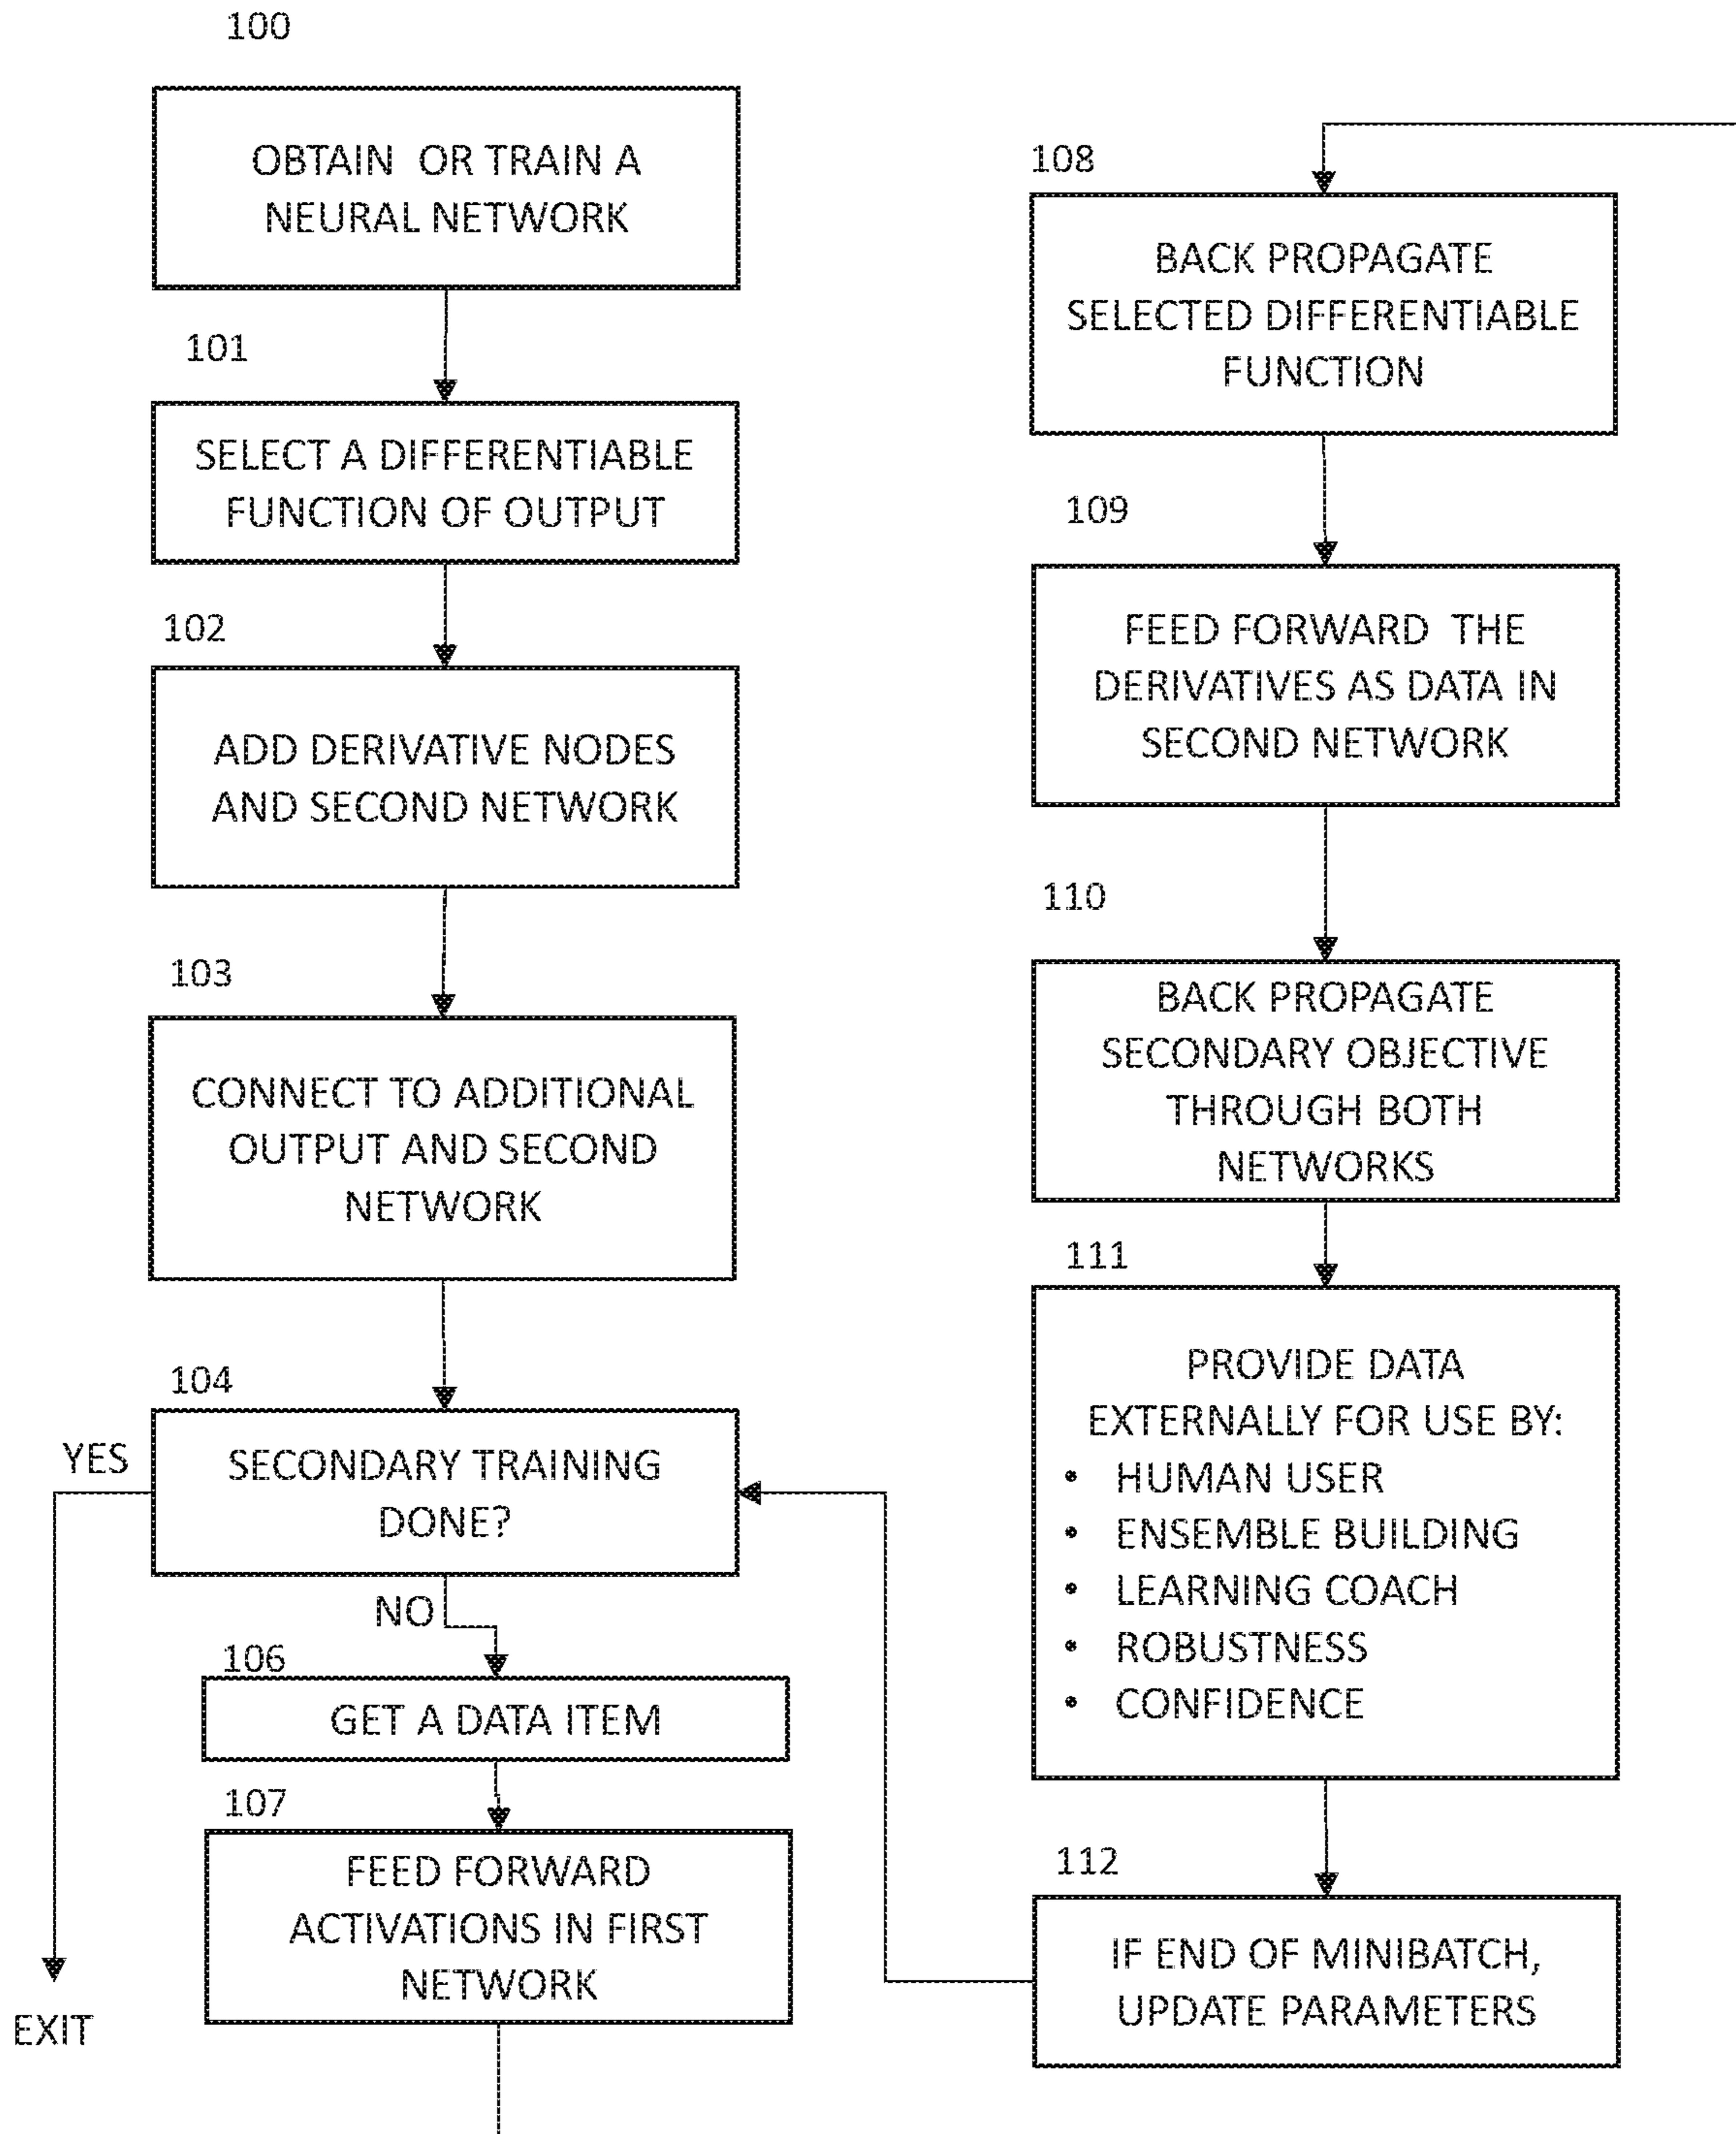 100
OBTAIN OR TRAIN A
NEURAL NETWORK
101
SELECT A DIFFERENTIABLE
FUNCTION OF OUTPUT
102
ADD DERIVATIVE NODES
AND SECOND NETWORK
103
CONNECT TO ADDITIONAL
OUTPUT AND SECOND
NETWORK
104
YES
SECONDARY TRAINING
DONE?
NO
106
GET A DATA ITEM
107
FEED FORWARD
ACTIVATIONS IN FIRST
NETWORK
EXIT
108
BACK PROPAGATE
SELECTED DIFFERENTIABLE
FUNCTION
109
FEED FORWARD THE
DERIVATIVES AS DATA IN
SECOND NETWORK
110
BACK PROPAGATE
SECONDARY OBJECTIVE
THROUGH BOTH
NETWORKS
111
PROVIDE DATA
EXTERNALLY FOR USE BY:
• HUMAN USER
• ENSEMBLE BUILDING
• LEARNING COACH
• ROBUSTNESS
• CONFIDENCE
112
IF END OF MINIBATCH,
UPDATE PARAMETERS